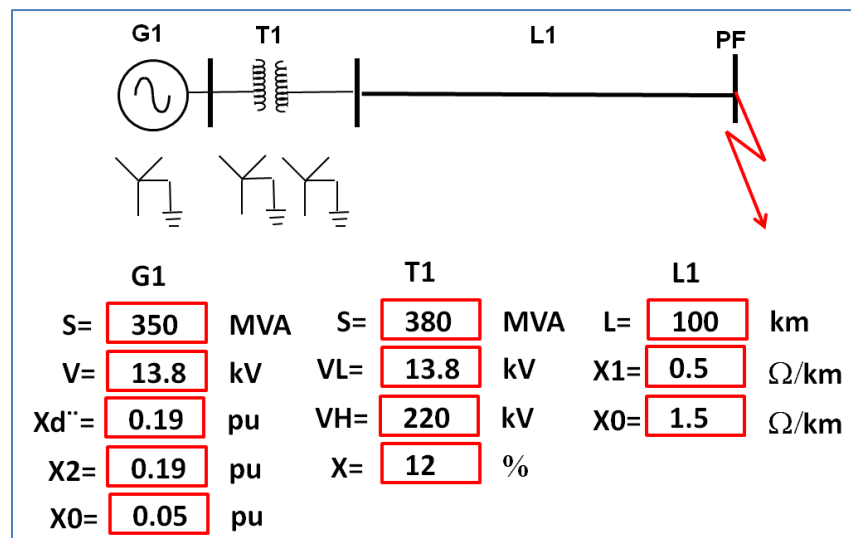 G1 T1 L1 PF
G1 T1 L1
S= 350 MVA S= 380 MVA L= 100 km
V= 13.8 kV VL= 13.8 kV X1= 0.5 Ω/km
Xd¨= 0.19 pu VH= 220 kV X0= 1.5 Ω/km
X2= 0.19 pu X= 12 %
X0= 0.05 pu